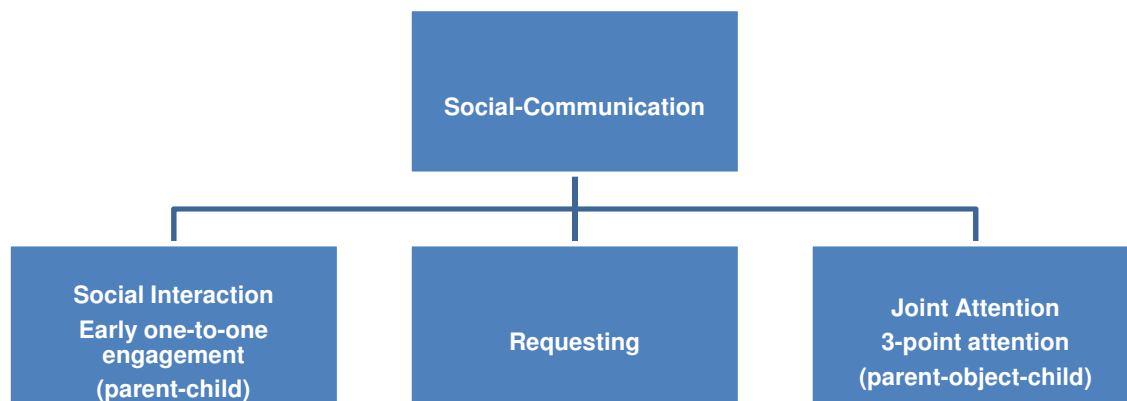 Social-Communication
Social Interaction
Early one-to-one
engagement
(parent-child)
Requesting
Joint Attention
3-point attention
(parent-object-child)